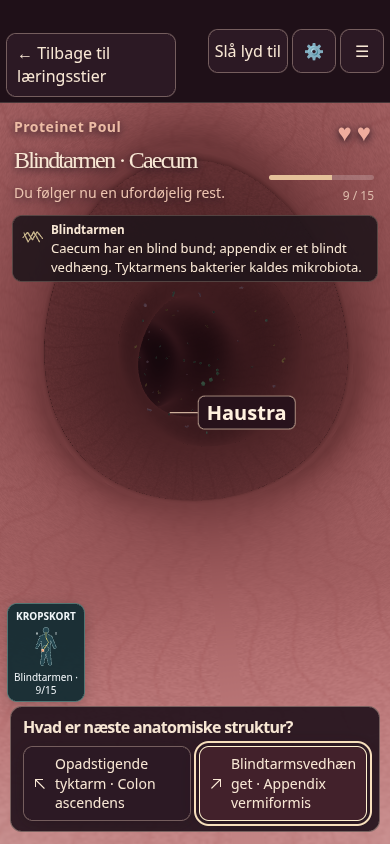 ← Tilbage til
læringsstier
Slå lyd til
Proteinet Poul
Blindtarmen · Caecum
Du følger nu en ufordøjelig rest.
9 / 15
Blindtarmen
Caecum har en blind bund; appendix er et blindt
vedhæng. Tyktarmens bakterier kaldes mikrobiota.
Haustra
KROPSKORT
Blindtarmen ·
9/15
Hvad er næste anatomiske struktur?
Opadstigende
tyktarm · Colon
ascendens
Blindtarmsvedhæn
get · Appendix
vermiformis